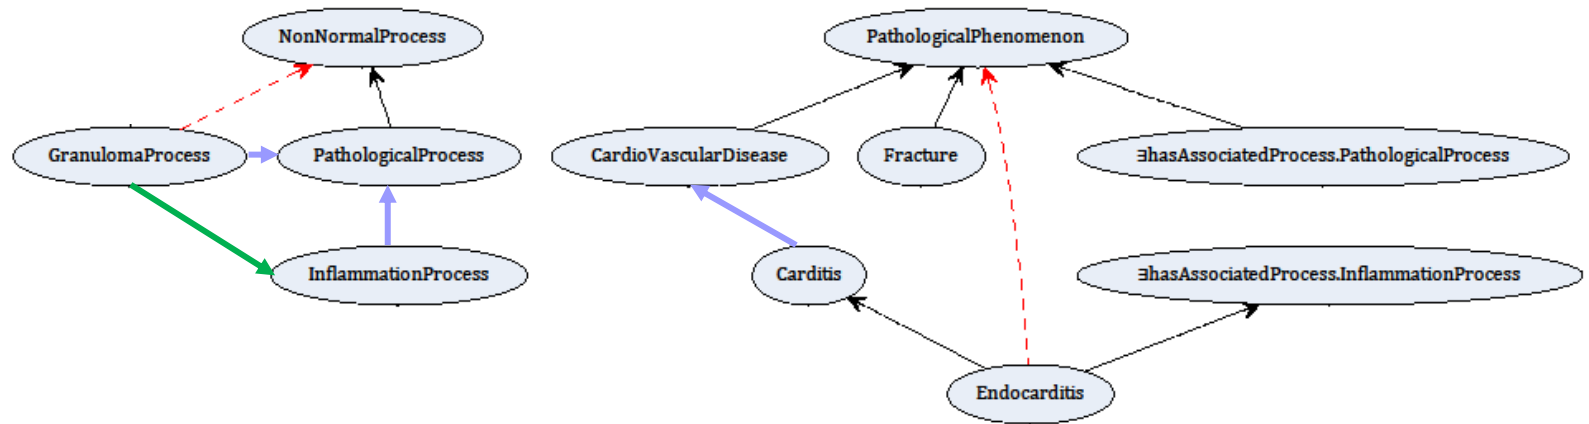 NonNormalProcess
PathologicalPhenomenon
GranulomaProcess
PathologicalProcess
CardioVascularDisease
Fracture
∃hasAssociatedProcess.PathologicalProcess
InflammationProcess
Carditis
∃hasAssociatedProcess.InflammationProcess
Endocarditis